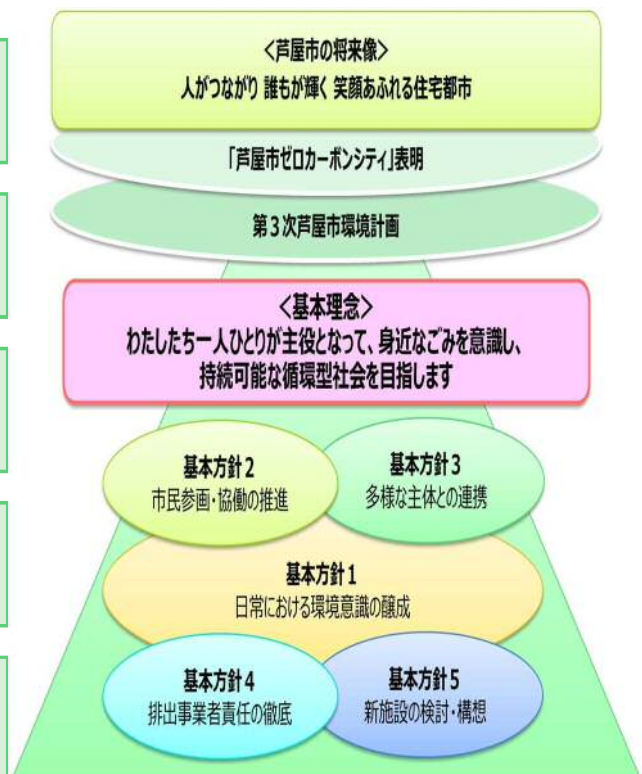 <芦屋市の将来像>
人がつながり 誰もが輝く 笑顔あふれる住宅都市
「芦屋市ゼロカーボンシティ」表明
第3次芦屋市環境計画
<基本理念>
わたしたち一人ひとりが主役となって、身近なごみを意識し、
持続可能な循環型社会を目指します
基本方針2
市民参画・協働の推進
基本方針3
多様な主体との連携
基本方針1
日常における環境意識の醸成
基本方針4
排出事業者責任の徹底
基本方針5
新施設の検討・構想